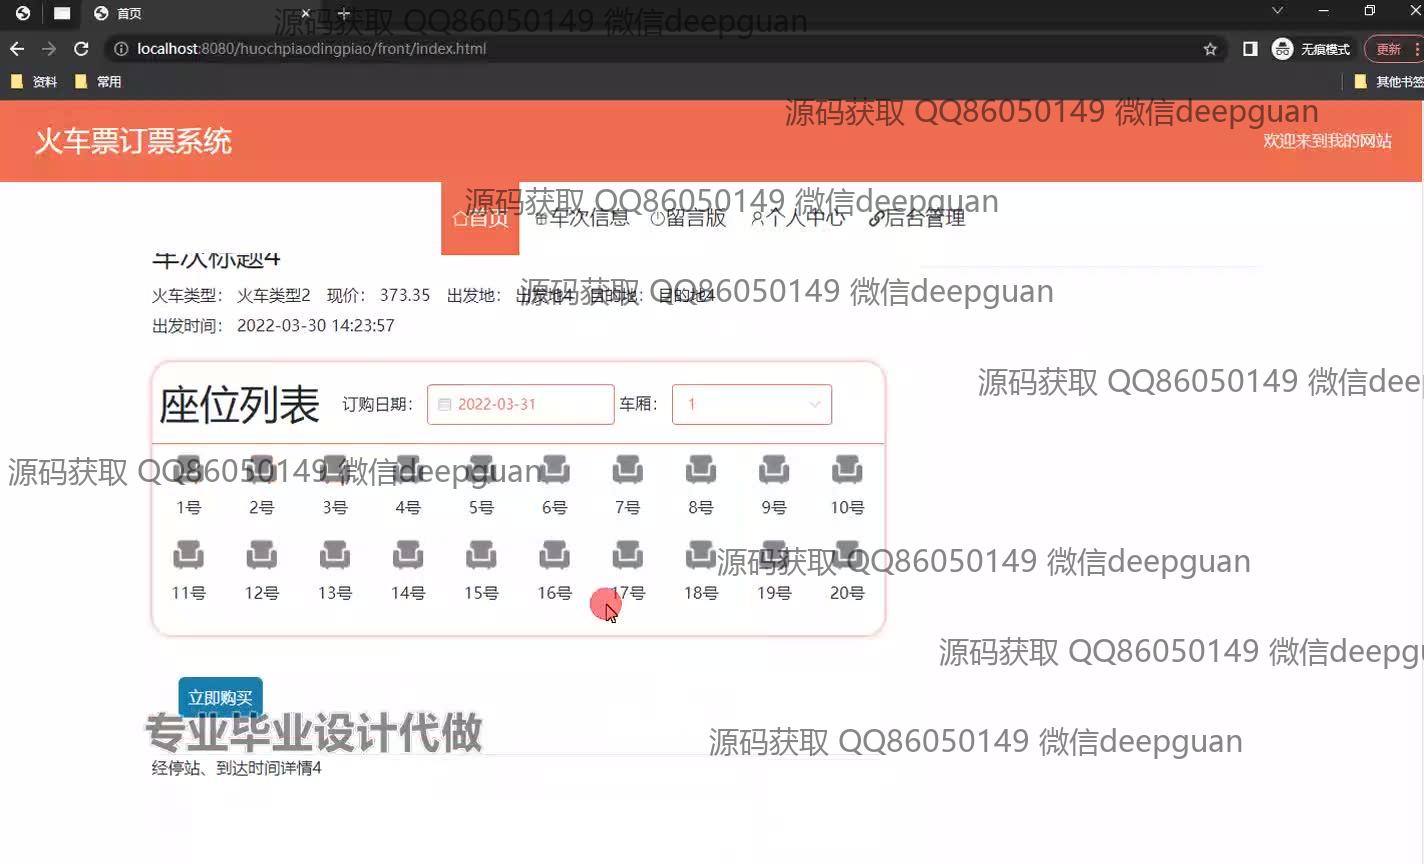 首页
源码获取 QQ86050149 微信deepguan
localhost:8080/huochpiaodingpiao/front/index.html
无痕模式
更新
资料
常用
其他书签
源码获取 QQ86050149 微信deepguan
火车票订票系统
欢迎来到我的网站
源码获取 QQ86050149 微信deepguan
首页
车次信息
留言版
个人中心
后台管理
车次标题4
火车类型： 火车类型2 现价： 373.35 出发地： 出发地4 目的地： 目的地4
源码获取 QQ86050149 微信deepguan
出发时间： 2022-03-30 14:23:57
源码获取 QQ86050149 微信deep
座位列表 订购日期： 2022-03-31 车厢： 1
源码获取 QQ86050149 微信deepguan
1号 2号 3号 4号 5号 6号 7号 8号 9号 10号
源码获取 QQ86050149 微信deepguan
11号 12号 13号 14号 15号 16号 17号 18号 19号 20号
源码获取 QQ86050149 微信deepgu
立即购买
专业毕业设计代做
源码获取 QQ86050149 微信deepguan
经停站、到达时间详情4